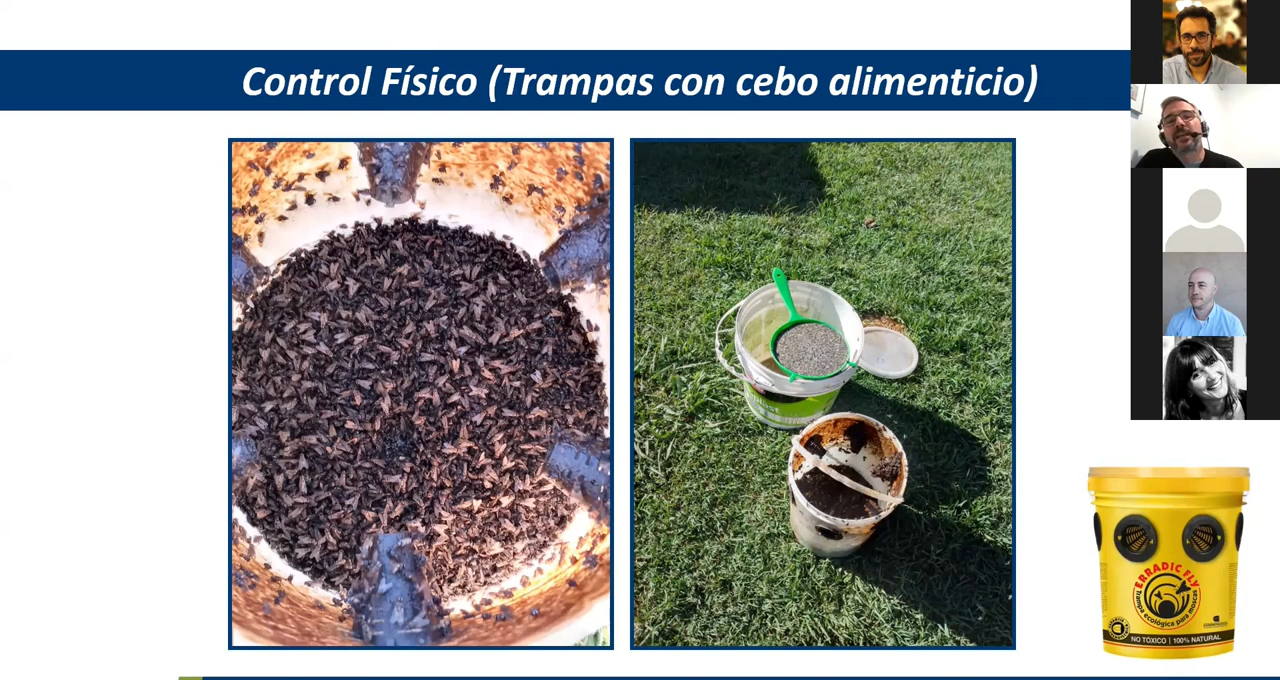 Control Físico (Trampas con cebo alimenticio)
ERRADIC FLY
Trampa ecológica para moscas
NO TÓXICO | 100% NATURAL